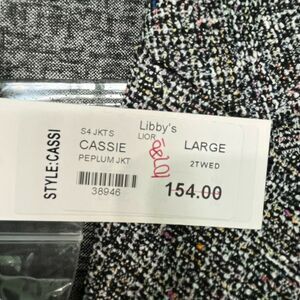 STYLE:CASSI
S4 JKTS
Libby's
LIOR
CASSIE
LARGE
PEPLUM JKT
2TWED
38946
154.00